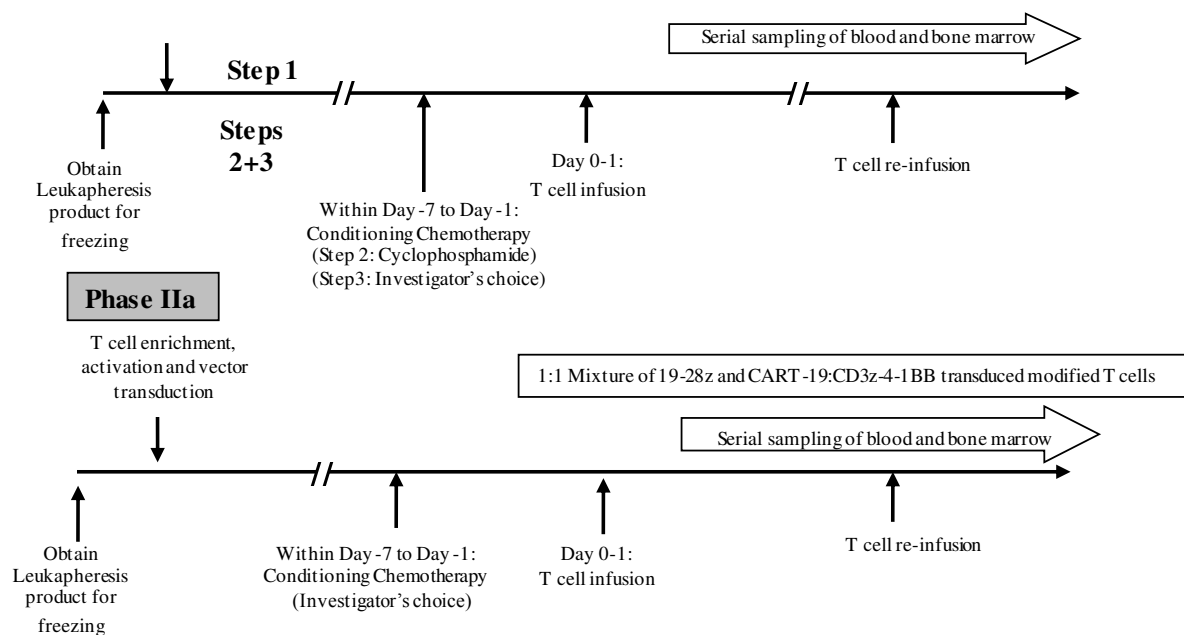 Serial sampling of blood and bone marrow
Step 1
Steps
2+3
Obtain
Leukapheresis
product for
freezing
Within Day -7 to Day -1:
Conditioning Chemotherapy
(Step 2: Cyclophosphamide)
(Step3: Investigator's choice)
Day 0-1:
T cell infusion
T cell re-infusion
Phase IIa
T cell enrichment,
activation and vector
transduction
1:1 Mixture of 19-28z and CART-19:CD3z-4-1BB transduced modified T cells
Serial sampling of blood and bone marrow
Obtain
Leukapheresis
product for
freezing
Within Day -7 to Day -1:
Conditioning Chemotherapy
(Investigator's choice)
Day 0-1:
T cell infusion
T cell re-infusion